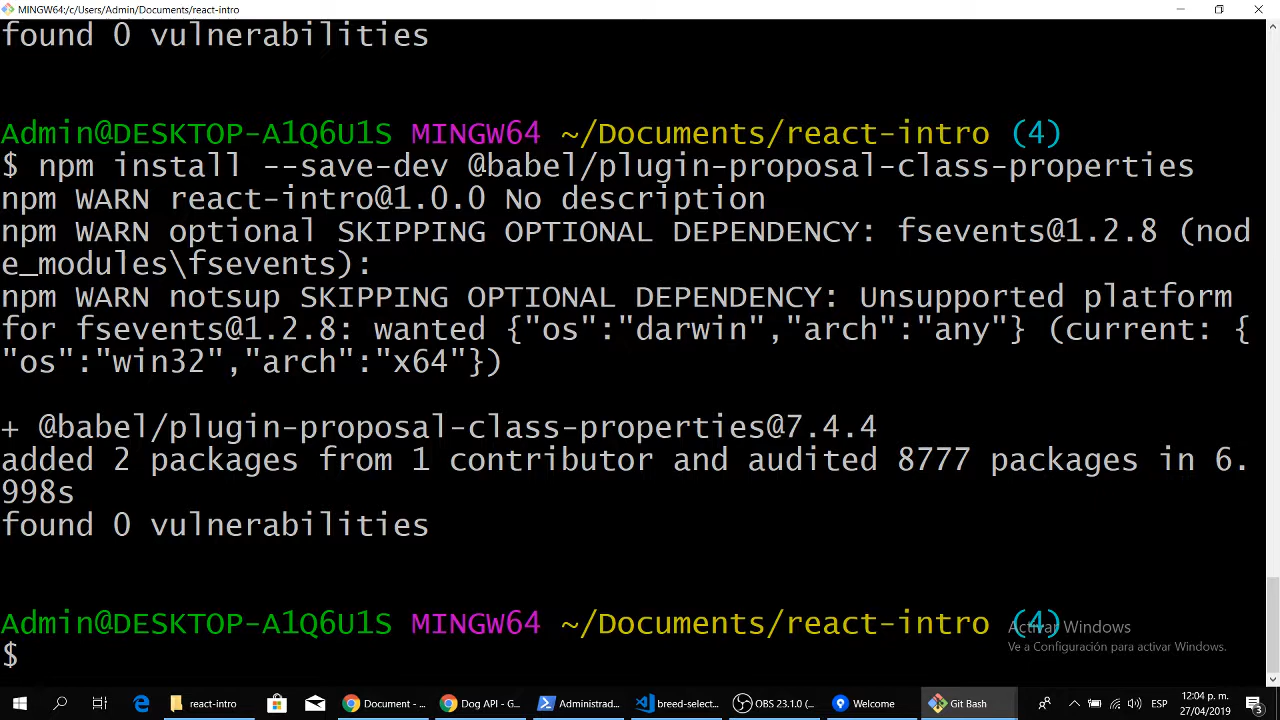 MINGW64:/c/Users/Admin/Documents/react-intro
found 0 vulnerabilities
Admin@DESKTOP-A1Q6U1S MINGW64 ~/Documents/react-intro (4)
$ npm install --save-dev @babel/plugin-proposal-class-properties
npm WARN react-intro@1.0.0 No description
npm WARN optional SKIPPING OPTIONAL DEPENDENCY: fsevents@1.2.8 (nod
e_modules\fsevents):
npm WARN notsup SKIPPING OPTIONAL DEPENDENCY: Unsupported platform
for fsevents@1.2.8: wanted {"os":"darwin","arch":"any"} (current: {
"os":"win32","arch":"x64"})
+ @babel/plugin-proposal-class-properties@7.4.4
added 2 packages from 1 contributor and audited 8777 packages in 6.
998s
found 0 vulnerabilities
Admin@DESKTOP-A1Q6U1S MINGW64 ~/Documents/react-intro (4)
$
Activar Windows
Ve a Configuración para activar Windows.
react-intro
Document - ...
Dog API - G...
Administrad...
breed-select...
OBS 23.1.0 (...
Welcome
Git Bash
ESP
12:04 p. m.
27/04/2019
3